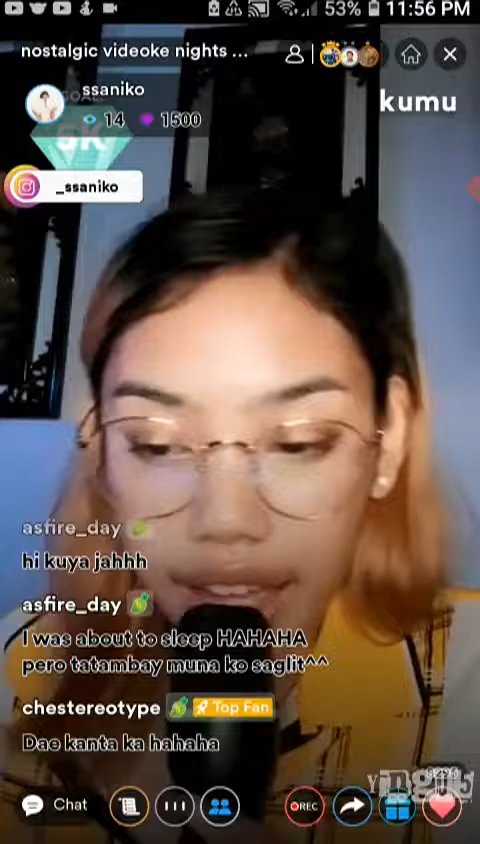 53% 11:56 PM
nostalgic videoke nights ...
ssaniko
14 1500
kumu
5K
_ssaniko
asfire_day
hi kuya jahhh
asfire_day
I was about to sleep HAHAHA
pero tatambay muna ko saglit^^
chestereotype Top Fan
Dae kanta ka hahaha
Chat
REC